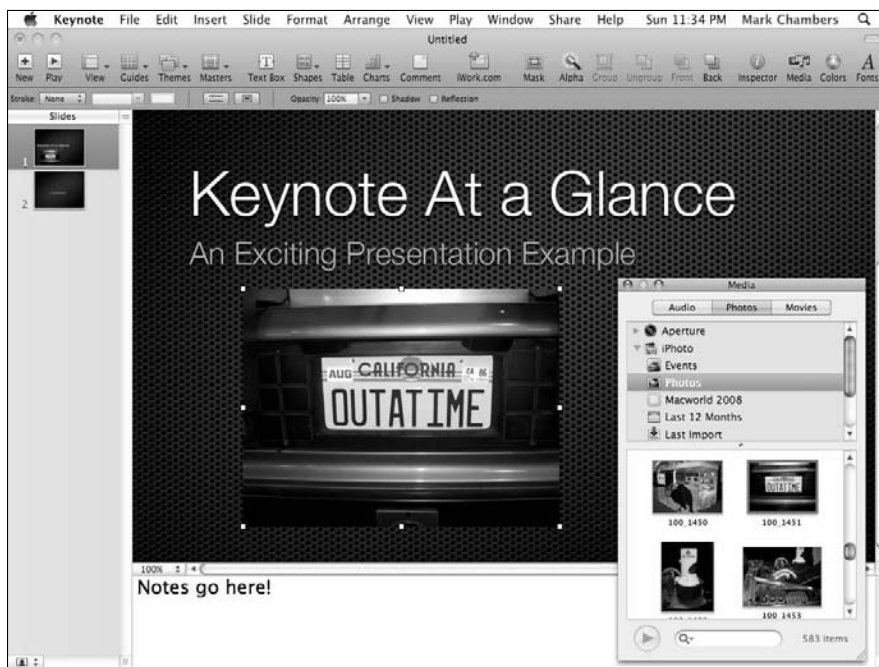 Keynote File Edit Insert Slide Format Arrange View Play Window Share Help Sun 11:34 PM Mark Chambers
Untitled
New Play View Guides Themes Masters Text Box Shapes Table Charts Comment iWork.com Mask Alpha Group Ungroup Front Back Inspector Media Colors Fonts
Stroke: None Opacity: 100% Shadow Reflection
Slides
1
2
Keynote At a Glance
An Exciting Presentation Example
AUG CALIFORNIA CA 86
OUTATIME
Media
Audio Photos Movies
Aperture
iPhoto
Events
Photos
Macworld 2008
Last 12 Months
Last Import
100_1450 100_1451
100_1453
583 items
100%
Notes go here!